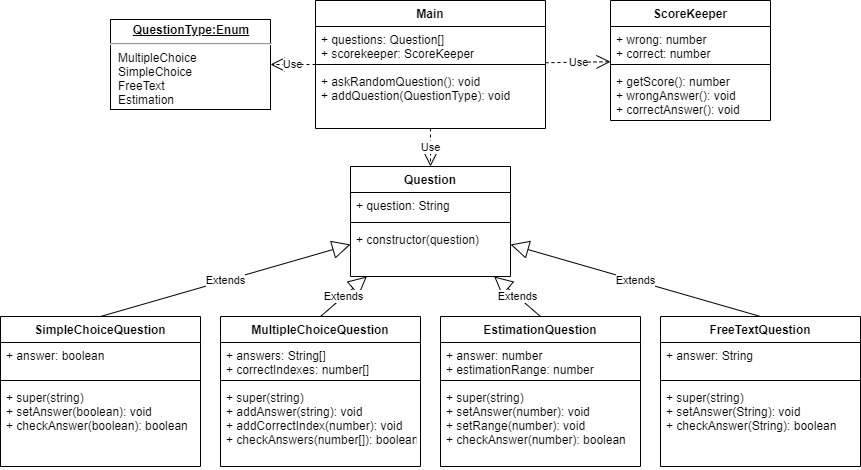 QuestionType:Enum
MultipleChoice
SimpleChoice
FreeText
Estimation
Main
+ questions: Question[]
+ scorekeeper: ScoreKeeper
+ askRandomQuestion(): void
+ addQuestion(QuestionType): void
ScoreKeeper
+ wrong: number
+ correct: number
+ getScore(): number
+ wrongAnswer(): void
+ correctAnswer(): void
Use
Use
Use
Question
+ question: String
+ constructor(question)
Extends
Extends
Extends
Extends
SimpleChoiceQuestion
+ answer: boolean
+ super(string)
+ setAnswer(boolean): void
+ checkAnswer(boolean): boolean
MultipleChoiceQuestion
+ answers: String[]
+ correctIndexes: number[]
+ super(string)
+ addAnswer(string): void
+ addCorrectIndex(number): void
+ checkAnswers(number[]): boolean
EstimationQuestion
+ answer: number
+ estimationRange: number
+ super(string)
+ setAnswer(number): void
+ setRange(number): void
+ checkAnswer(number): boolean
FreeTextQuestion
+ answer: String
+ super(string)
+ setAnswer(String): void
+ checkAnswer(String): boolean